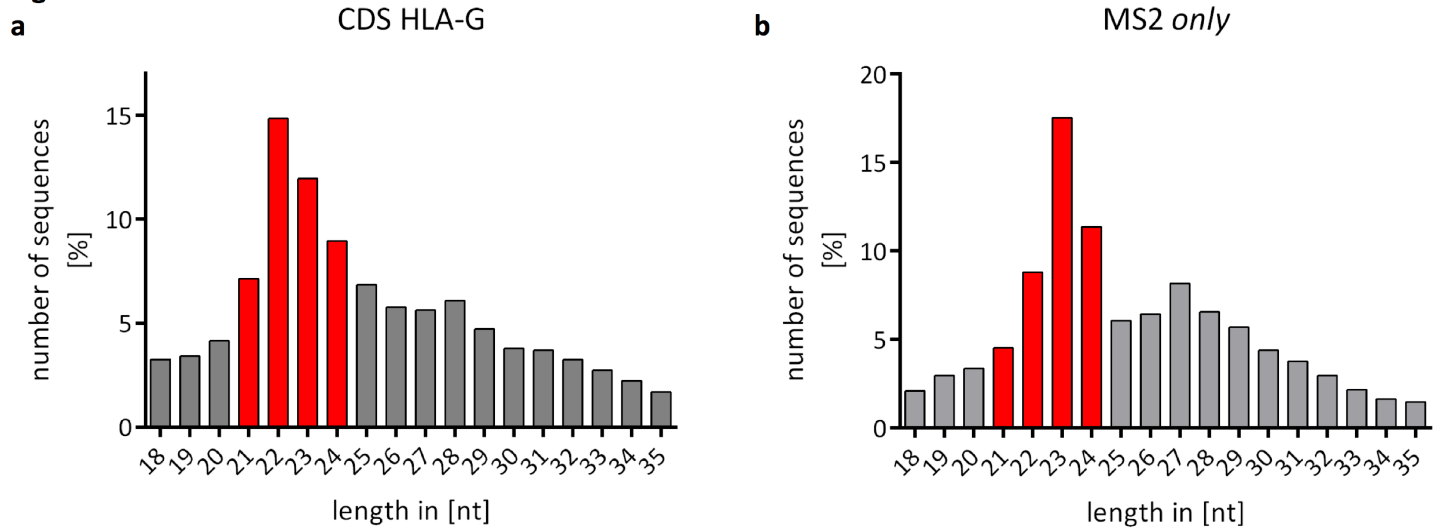 a
CDS HLA-G
number of sequences
[%]
15
10
5
0
18 19 20 21 22 23 24 25 26 27 28 29 30 31 32 33 34 35
length in [nt]
b
MS2 only
number of sequences
[%]
20
15
10
5
0
18 19 20 21 22 23 24 25 26 27 28 29 30 31 32 33 34 35
length in [nt]